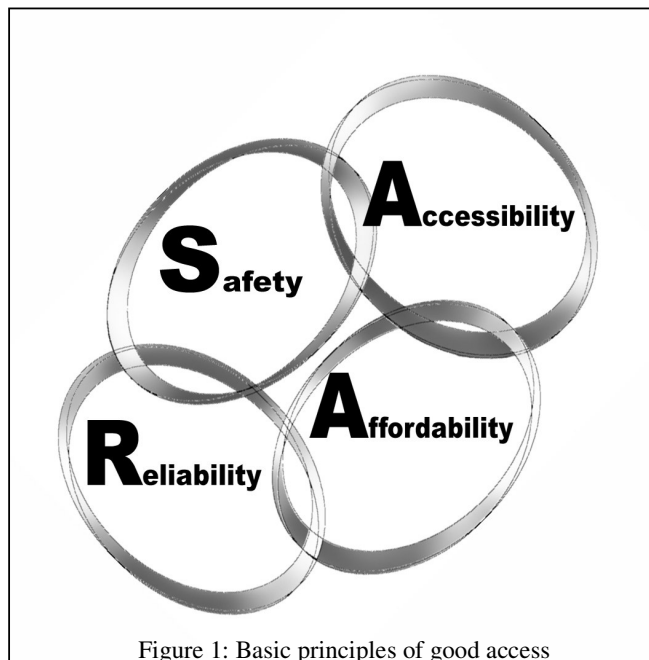 Accessibility
Safety
Affordability
Reliability
Figure 1: Basic principles of good access